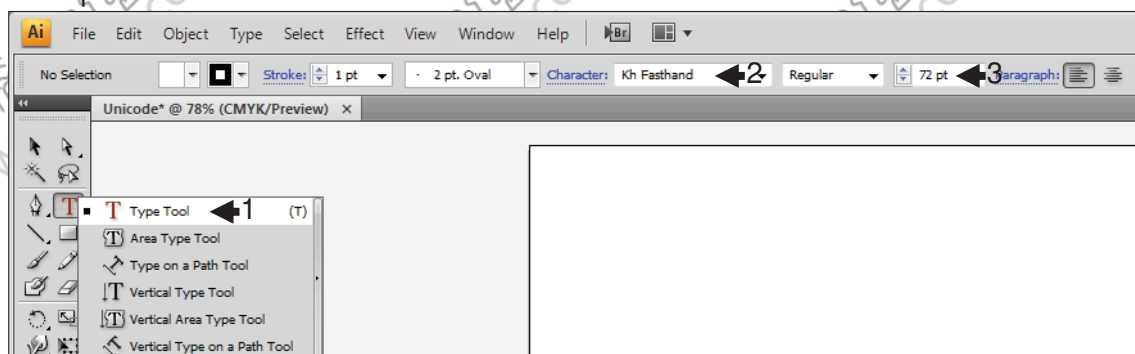 Ai File Edit Object Type Select Effect View Window Help Br
No Selection Stroke: 1 pt 2 pt. Oval Character: Kh Fasthand 2 Regular 72 pt 3 Paragraph:
Unicode* @ 78% (CMYK/Preview) ×
T Type Tool 1 (T)
T Area Type Tool
Type on a Path Tool
T Vertical Type Tool
T Vertical Area Type Tool
Vertical Type on a Path Tool